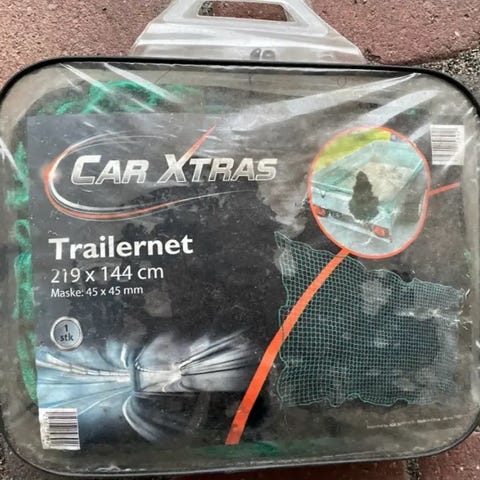 CAR XTRAS
Trailernet
219 x 144 cm
Maske: 45 x 45 mm
1
stk